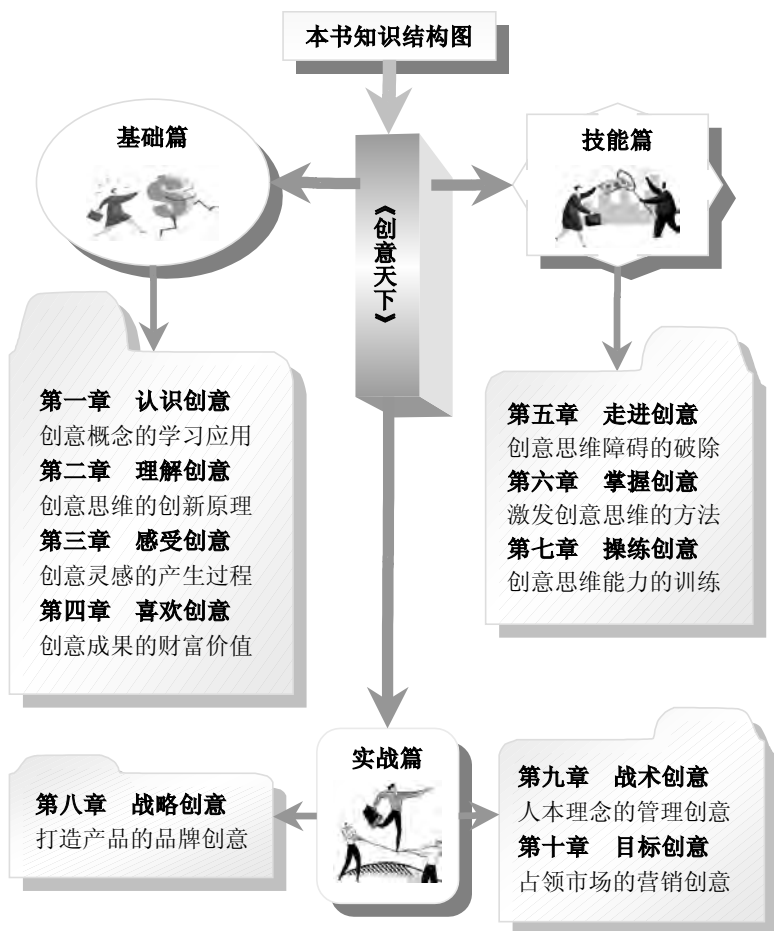 本书知识结构图
基础篇
技能篇
《创意天下》
第一章　认识创意
创意概念的学习应用
第二章　理解创意
创意思维的创新原理
第三章　感受创意
创意灵感的产生过程
第四章　喜欢创意
创意成果的财富价值
第五章　走进创意
创意思维障碍的破除
第六章　掌握创意
激发创意思维的方法
第七章　操练创意
创意思维能力的训练
实战篇
第八章　战略创意
打造产品的品牌创意
第九章　战术创意
人本理念的管理创意
第十章　目标创意
占领市场的营销创意